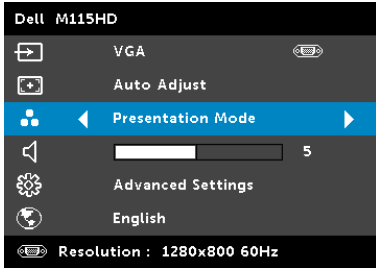 Dell M115HD
VGA
Auto Adjust
Presentation Mode
5
Advanced Settings
English
Resolution : 1280x800 60Hz